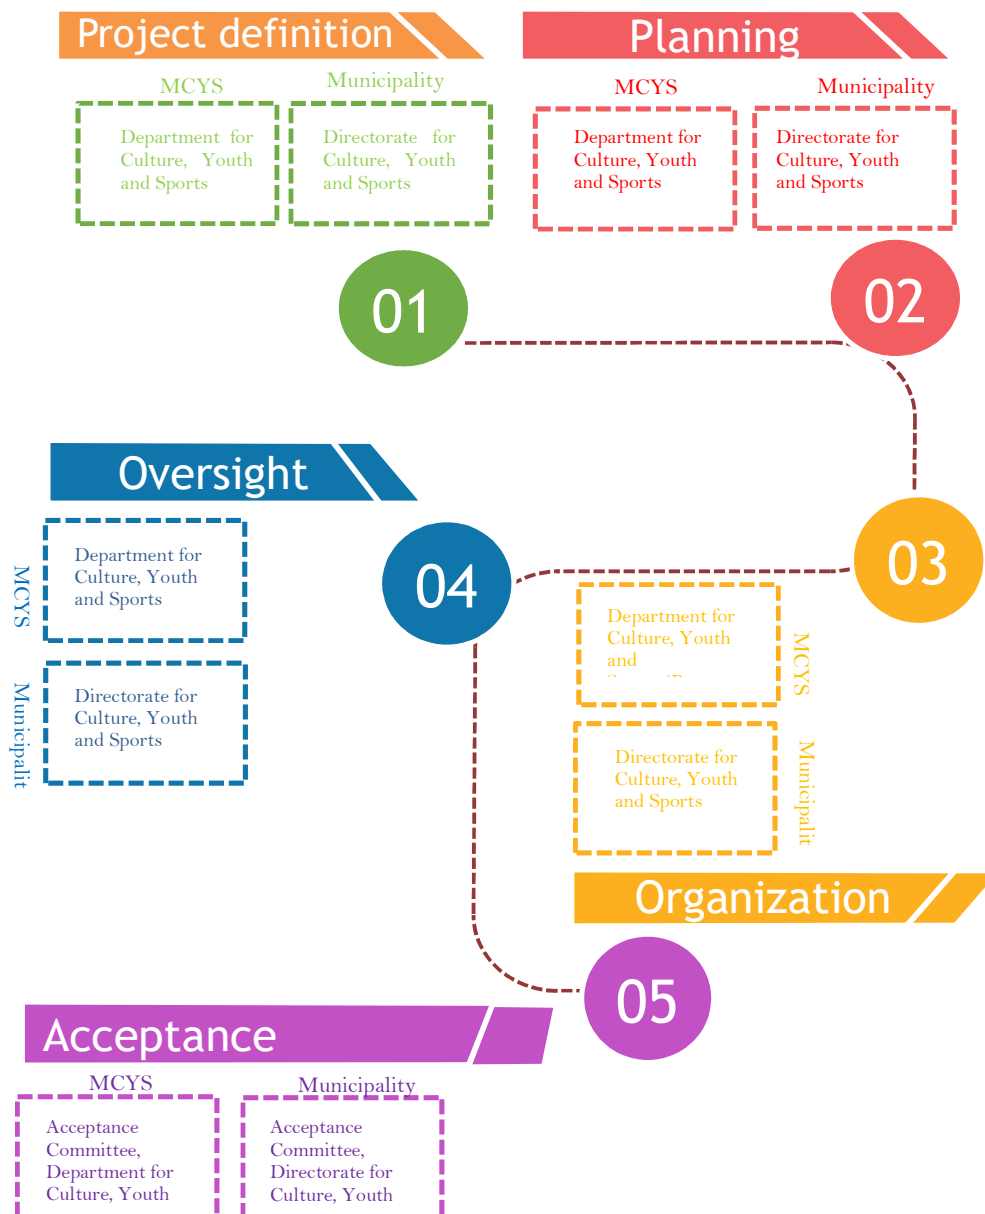 Project definition
MCYS
Municipality
Department for
Culture, Youth
and Sports
Directorate for
Culture, Youth
and Sports
01
Planning
MCYS
Municipality
Department for
Culture, Youth
and Sports
Directorate for
Culture, Youth
and Sports
02
03
Department for
Culture, Youth
and
MCYS
Directorate for
Culture, Youth
and Sports
Municipalit
Organization
Oversight
04
MCYS
Department for
Culture, Youth
and Sports
Municipalit
Directorate for
Culture, Youth
and Sports
05
Acceptance
MCYS
Municipality
Acceptance
Committee,
Department for
Culture, Youth
Acceptance
Committee,
Directorate for
Culture, Youth